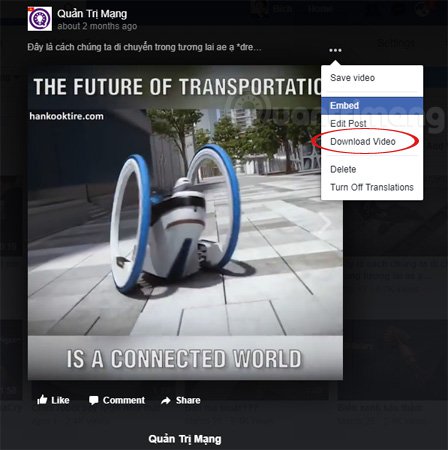 Quản Trị Mạng
about 2 months ago
Đây là cách chúng ta di chuyển trong tương lai ae ạ *dre…
Save video
Embed
Edit Post
Download Video
Delete
Turn Off Translations
THE FUTURE OF TRANSPORTATIO
hankooktire.com
IS A CONNECTED WORLD
Like
Comment
Share
Quản Trị Mạng